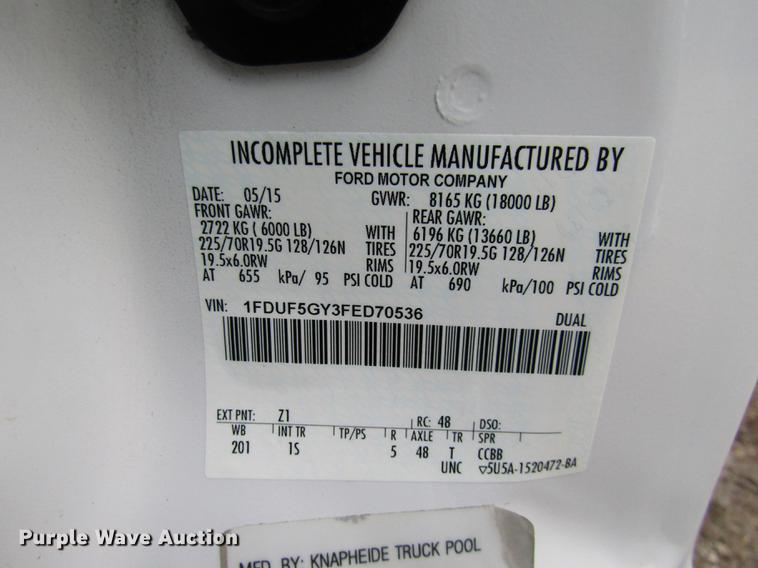 INCOMPLETE VEHICLE MANUFACTURED BY
FORD MOTOR COMPANY
DATE: 05/15 GVWR: 8165 KG (18000 LB)
FRONT GAWR: REAR GAWR:
2722 KG ( 6000 LB) WITH 6196 KG (13660 LB) WITH
225/70R19.5G 128/126N TIRES 225/70R19.5G 128/126N TIRES
19.5x6.0RW RIMS 19.5x6.0RW RIMS
AT 655 kPa/ 95 PSI COLD AT 690 kPa/100 PSI COLD
VIN: 1FDUF5GY3FED70536 DUAL
EXT PNT: Z1 RC: 48 DSO:
WB INT TR TP/PS R AXLE TR SPR
201 1S 5 48 T CCBB
UNC ▽5U5A-1520472-BA
MFD. BY: KNAPHEIDE TRUCK POOL
Purple Wave Auction